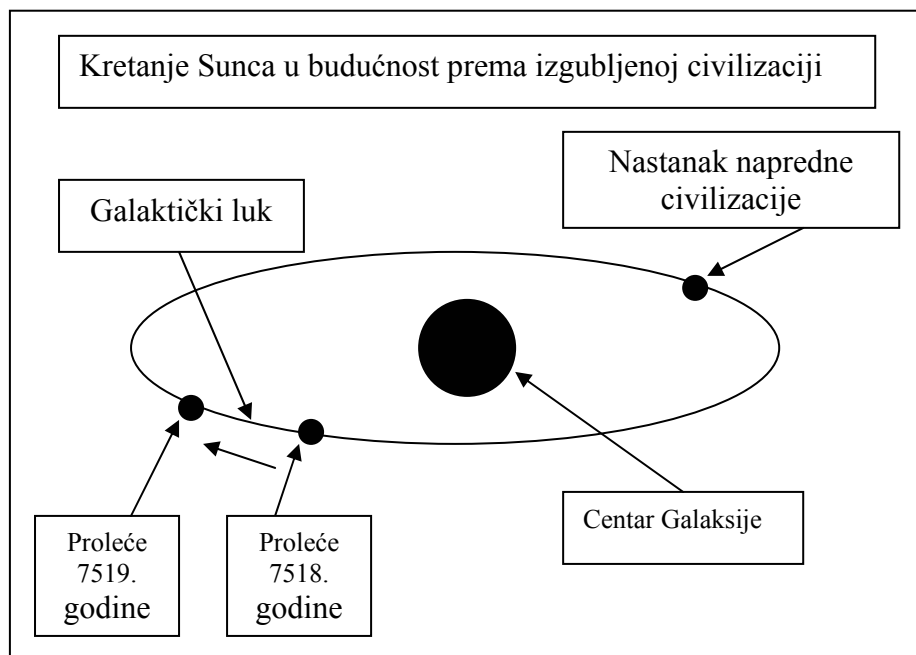 Kretanje Sunca u budućnost prema izgubljenoj civilizaciji
Nastanak napredne
civilizacije
Galaktički luk
Centar Galaksije
Proleće
7519.
godine
Proleće
7518.
godine